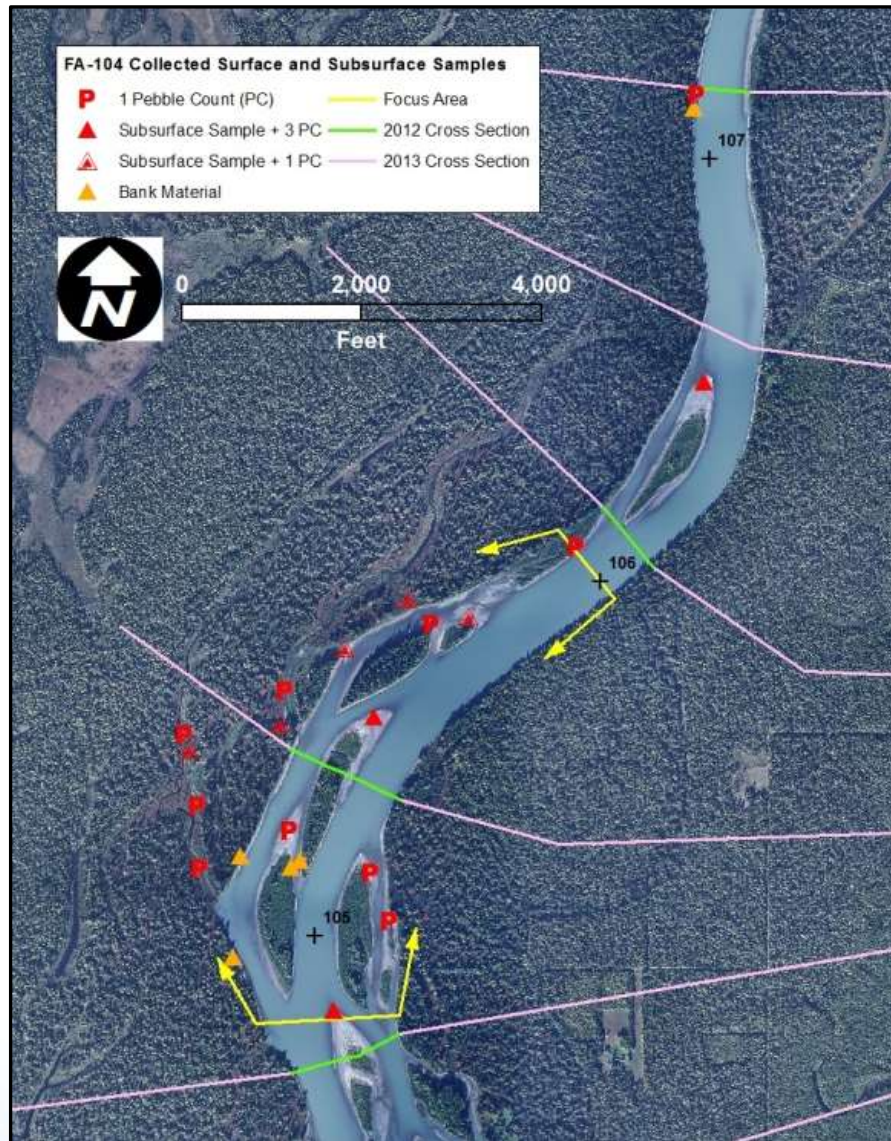 FA-104 Collected Surface and Subsurface Samples
P 1 Pebble Count (PC) Focus Area
Subsurface Sample + 3 PC 2012 Cross Section
Subsurface Sample + 1 PC 2013 Cross Section
Bank Material
P
107
N
0 2,000 4,000
Feet
P
106
P
P
P
P
P
P
P
105
P